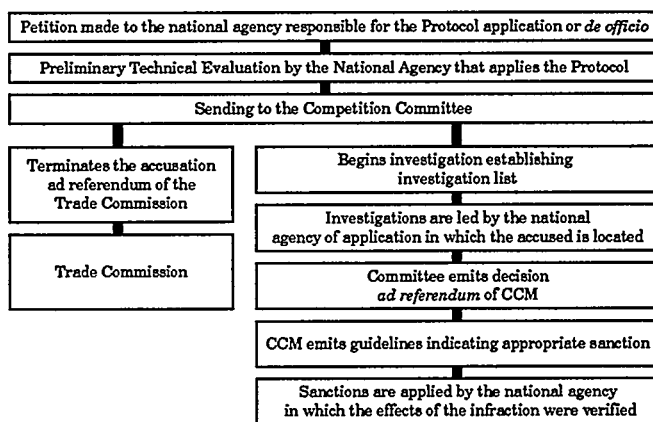 Petition made to the national agency responsible for the Protocol application or de officio
Preliminary Technical Evaluation by the National Agency that applies the Protocol
Sending to the Competition Committee
Terminates the accusation
ad referendum of the
Trade Commission
Trade Commission
Begins investigation establishing
investigation list
Investigations are led by the national
agency of application in which the accused is located
Committee emits decision
ad referendum of CCM
CCM emits guidelines indicating appropriate sanction
Sanctions are applied by the national agency
in which the effects of the infraction were verified